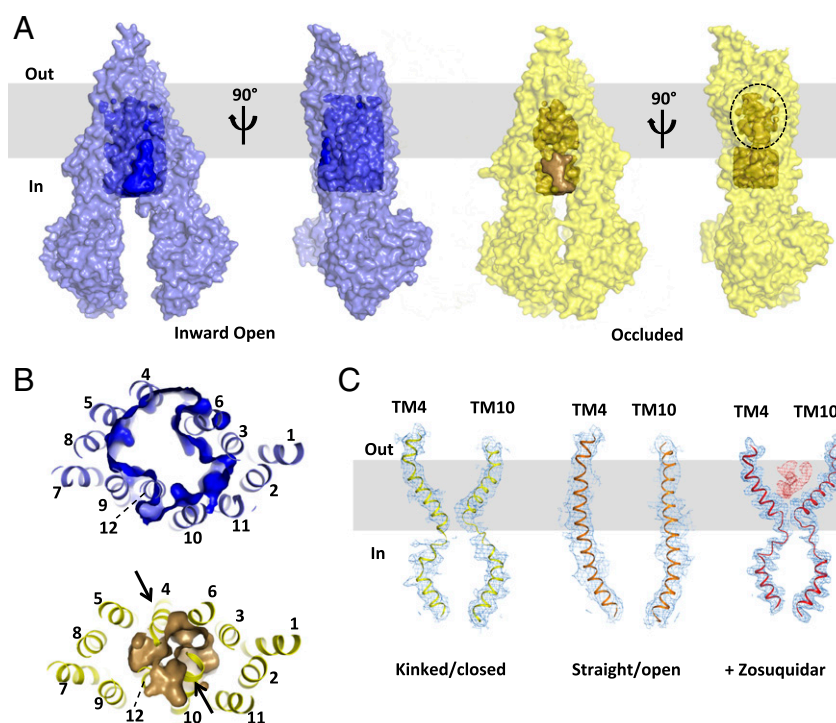 A
Out
In
90°
90°
Inward Open
Occluded
B
4
5
6
8
3
1
7
2
9
12
10
11
4
6
5
3
1
8
2
7
9
12
10
11
C
TM4
TM10
TM4
TM10
TM4
TM10
Out
In
Kinked/closed
Straight/open
+ Zosuquidar